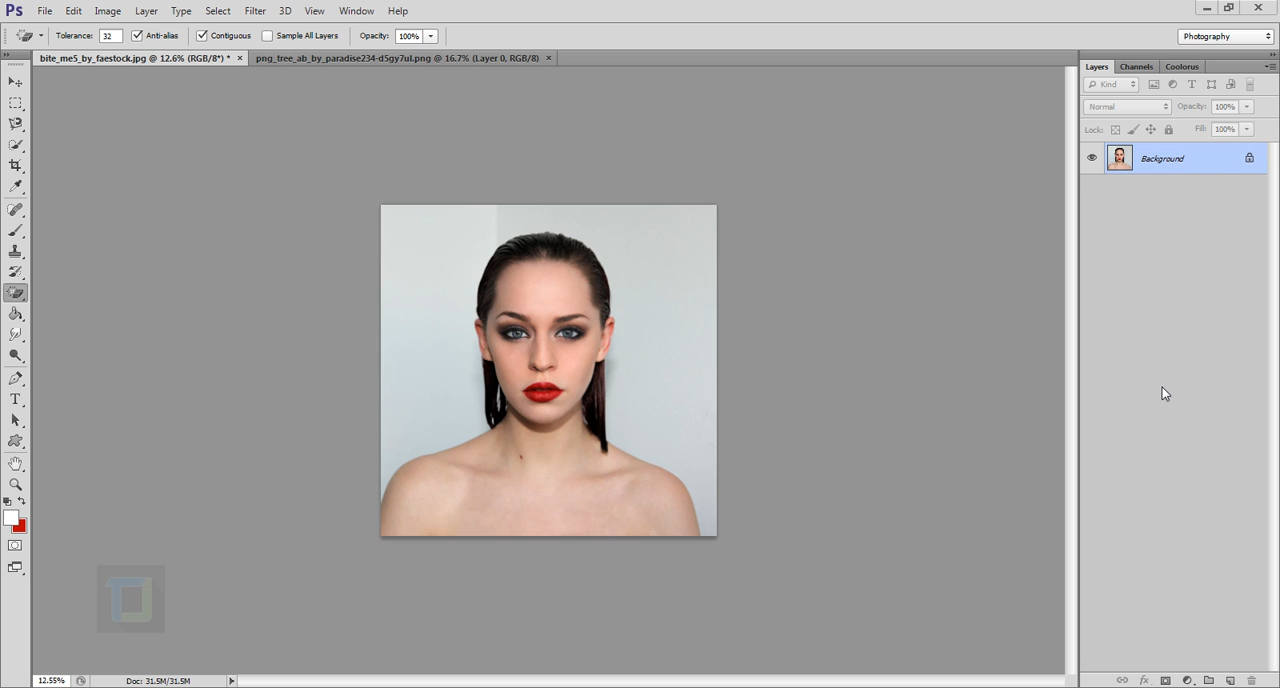 Ps File Edit Image Layer Type Select Filter 3D View Window Help
Tolerance: 32 Anti-alias Contiguous Sample All Layers Opacity: 100% Photography
bite_me5_by_faestock.jpg @ 12.6% (RGB/8*) * × png_tree_ab_by_paradise234-d5gy7ul.png @ 16.7% (Layer 0, RGB/8) ×
Layers Channels Coolorus
Kind
Normal Opacity: 100%
Lock: Fill: 100%
Background
12.55% Doc: 31.5M/31.5M